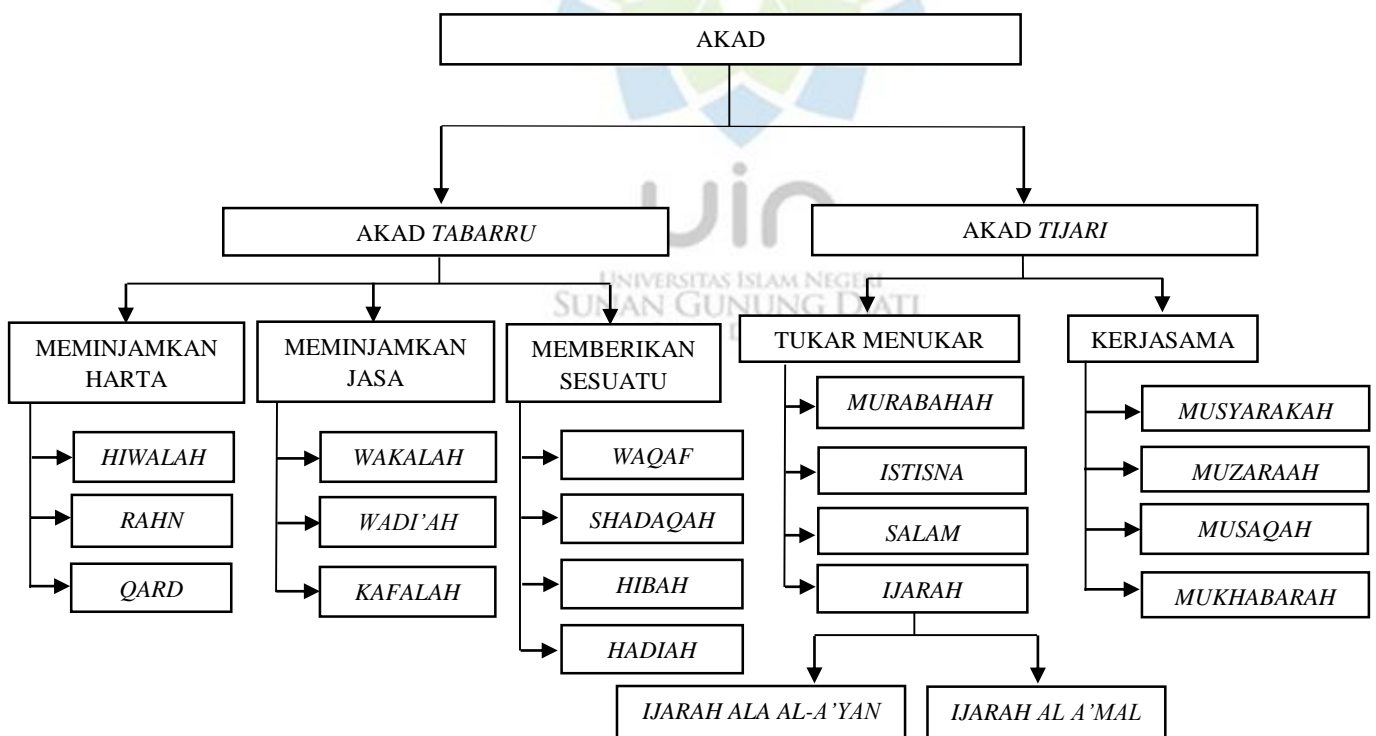 AKAD
uin
UNIVERSITAS ISLAM NEGERI
SUNAN GUNUNG DJATI
AKAD TABARRU
AKAD TIJARI
MEMINJAMKAN
HARTA
HIWALAH
RAHN
QARD
MEMINJAMKAN
JASA
WAKALAH
WADI’AH
KAFALAH
MEMBERIKAN
SESUATU
WAQAF
SHADAQAH
HIBAH
HADIAH
TUKAR MENUKAR
MURABAHAH
ISTISNA
SALAM
IJARAH
IJARAH ALA AL-A’YAN
IJARAH AL A’MAL
KERJASAMA
MUSYARAKAH
MUZARAAH
MUSAQAH
MUKHABARAH